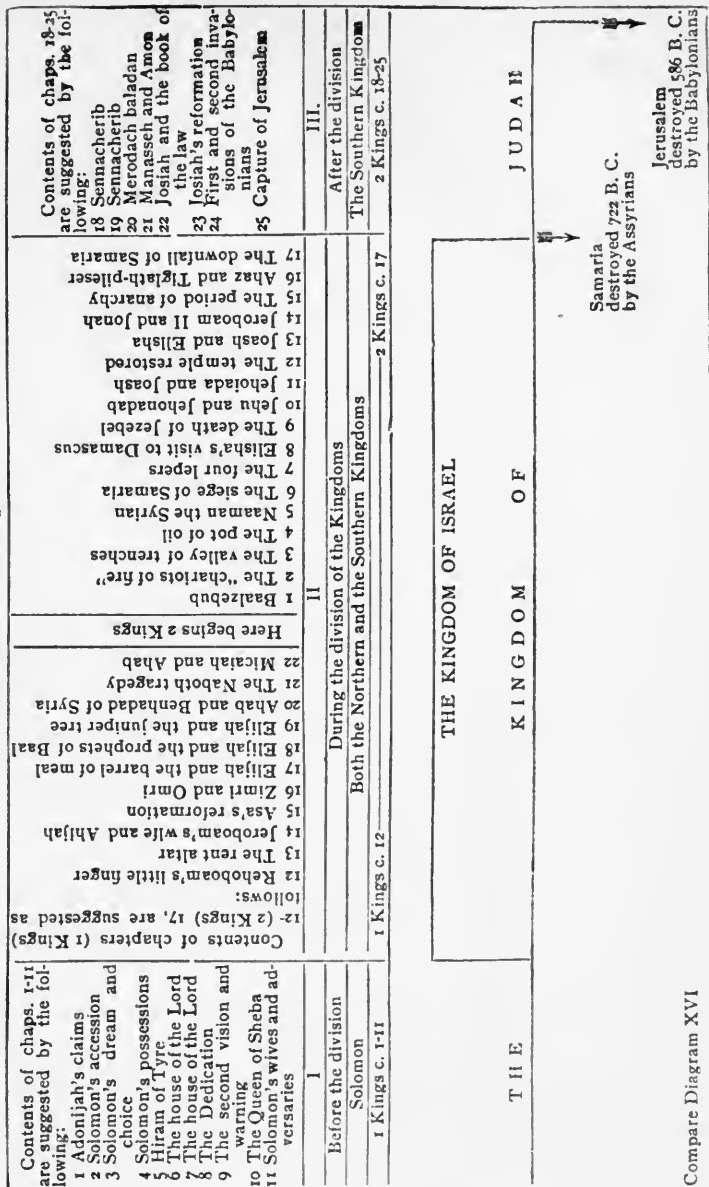 Contents of chaps. 1-11
are suggested by the fol-
lowing:
1 Adonijah's claims
2 Solomon's accession
3 Solomon's dream and
choice
4 Solomon's possessions
5 Hiram of Tyre
6 The house of the Lord
7 The house of the Lord
8 The Dedication
9 The second vision and
warning
10 The Queen of Sheba
11 Solomon's wives and ad-
versaries
I
Before the division
Solomon
1 Kings c. 1-11
Contents of chapters (1 Kings)
12- (2 Kings) 17, are suggested as
follows:
12 Rehoboam's little finger
13 The rent altar
14 Jeroboam's wife and Ahijah
15 Asa's reformation
16 Zimri and Omri
17 Elijah and the barrel of meal
18 Elijah and the prophets of Baal
19 Elijah and the juniper tree
20 Ahab and Benhadad of Syria
21 The Naboth tragedy
22 Micaiah and Ahab
Here begins 2 Kings
1 Baalzebub
2 The "chariots of fire"
3 The valley of trenches
4 The pot of oil
5 Naaman the Syrian
6 The siege of Samaria
7 The four lepers
8 Elisha's visit to Damascus
9 The death of Jezebel
10 Jehu and Jehonadab
11 Jehoiada and Joash
12 The temple restored
13 Joash and Elisha
14 Jeroboam II and Jonah
15 The period of anarchy
16 Ahaz and Tiglath-pileser
17 The downfall of Samaria
II
During the division of the Kingdoms
Both the Northern and the Southern Kingdoms
1 Kings c. 12—2 Kings c. 17
Contents of chaps. 18-25
are suggested by the fol-
lowing:
18 Sennacherib
19 Sennacherib
20 Merodach baladan
21 Manasseh and Amon
22 Josiah and the book of
the law
23 Josiah's reformation
24 First and second inva-
sions of the Babylo-
nians
25 Capture of Jerusalem
III.
After the division
The Southern Kingdom
2 Kings c. 18-25
THE KINGDOM OF ISRAEL
THE KINGDOM OF JUDAH
Samaria
destroyed 722 B. C.
by the Assyrians
Jerusalem
destroyed 586 B. C.
by the Babylonians
Compare Diagram XVI